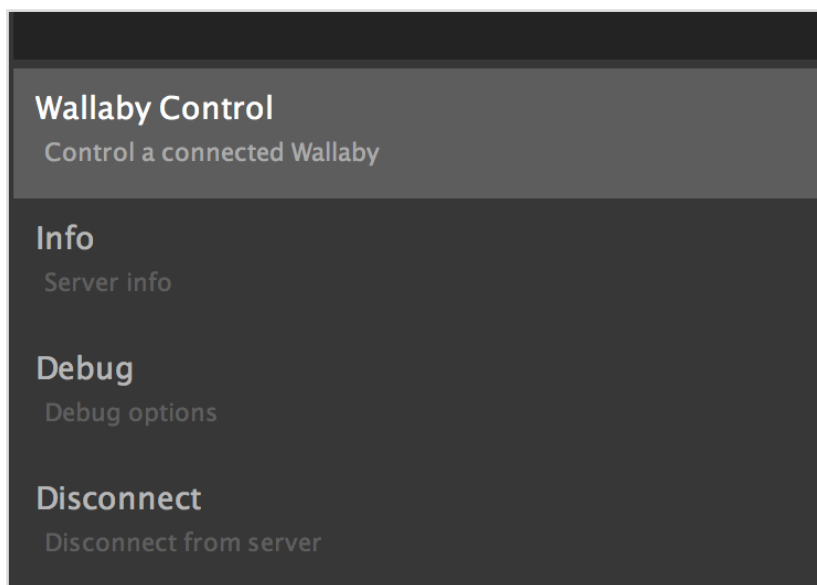 Wallaby Control
Control a connected Wallaby
Info
Server info
Debug
Debug options
Disconnect
Disconnect from server